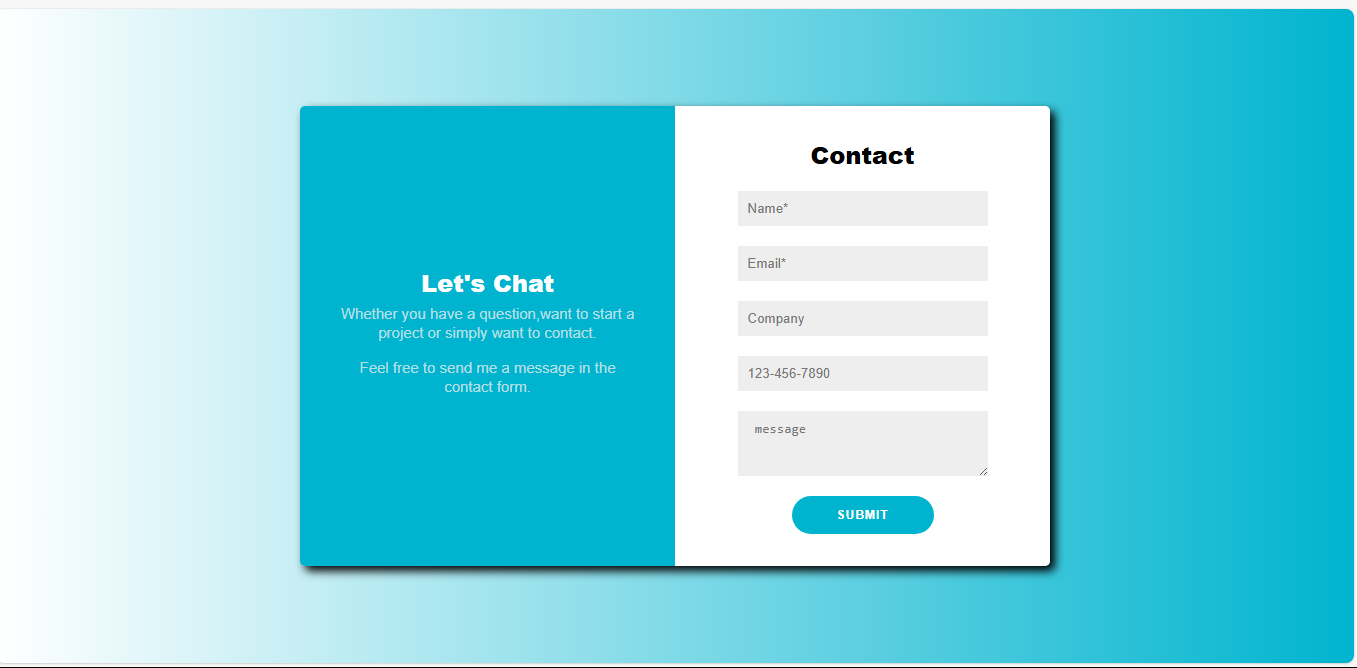 Let's Chat
Whether you have a question,want to start a
project or simply want to contact.
Feel free to send me a message in the
contact form.
Contact
Name*
Email*
Company
123-456-7890
message
SUBMIT